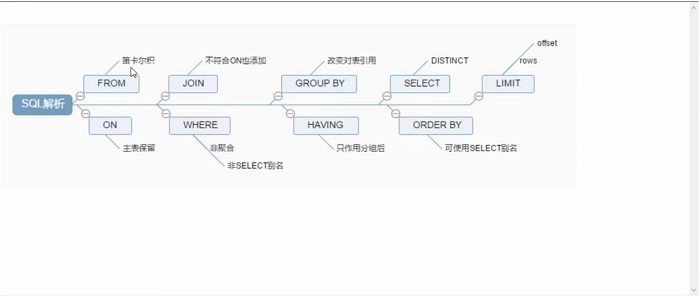 offset
笛卡尔积
不符合ON也添加
改变对表引用
DISTINCT
rows
FROM
JOIN
GROUP BY
SELECT
LIMIT
SQL解析
ON
WHERE
HAVING
ORDER BY
主表保留
非聚合
只作用分组后
可使用SELECT别名
非SELECT别名